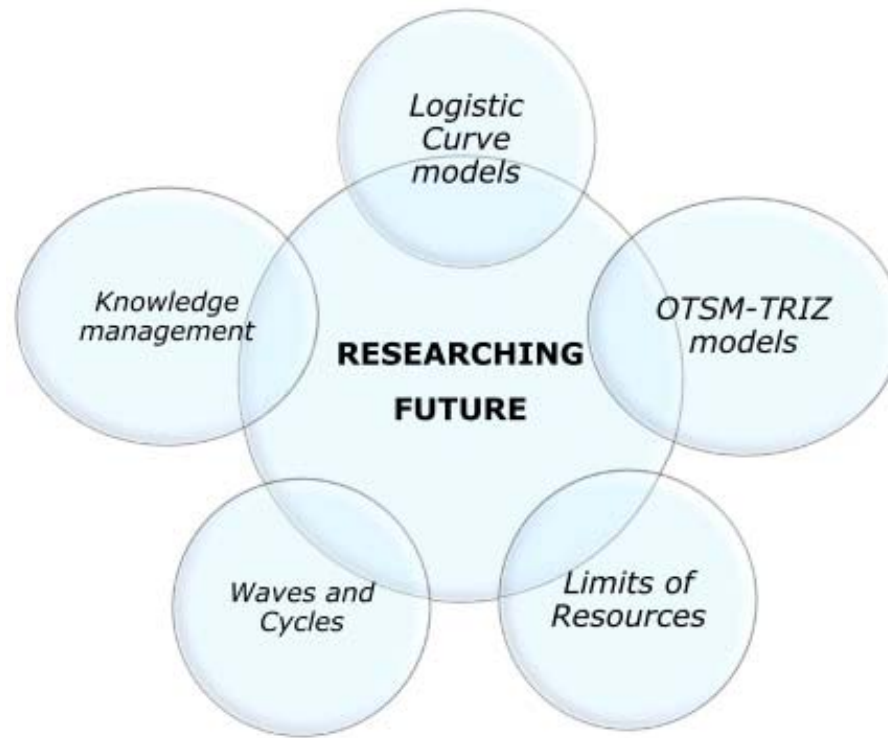 Logistic
Curve
models
Knowledge
management
OTSM-TRIZ
models
RESEARCHING
FUTURE
Waves and
Cycles
Limits of
Resources